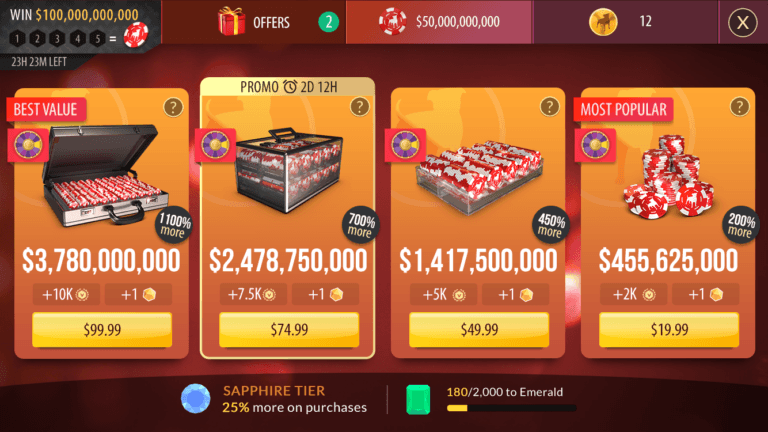 WIN $100,000,000,000
1 2 3 4 5 =
23H 23M LEFT
OFFERS
2
$50,000,000,000
12
X
BEST VALUE
?
1100%
more
$3,780,000,000
+10K
+1
$99.99
PROMO 2D 12H
?
700%
more
$2,478,750,000
+7.5K
+1
$74.99
?
450%
more
$1,417,500,000
+5K
+1
$49.99
MOST POPULAR
?
200%
more
$455,625,000
+2K
+1
$19.99
SAPPHIRE TIER
25% more on purchases
180/2,000 to Emerald